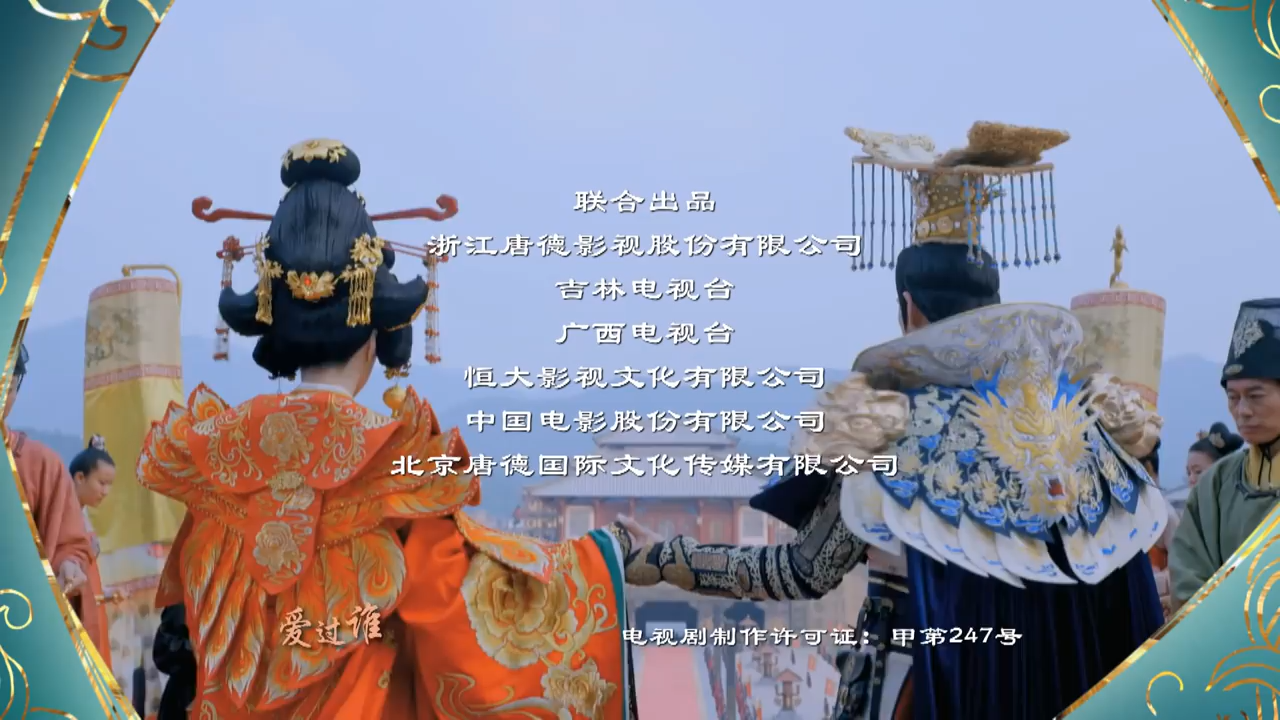 联合出品
浙江唐德影视股份有限公司
吉林电视台
广西电视台
恒大影视文化有限公司
中国电影股份有限公司
北京唐德国际文化传媒有限公司
爱过谁
电视剧制作许可证：甲第247号